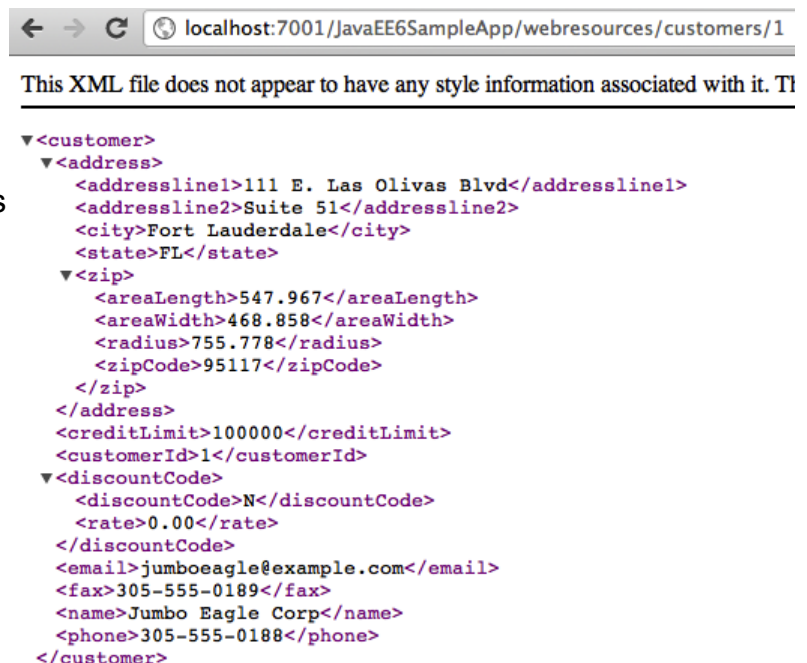 localhost:7001/JavaEE6SampleApp/webresources/customers/1
This XML file does not appear to have any style information associated with it. Th
▼<customer>
▼<address>
<addressline1>111 E. Las Olivas Blvd</addressline1>
s
<addressline2>Suite 51</addressline2>
<city>Fort Lauderdale</city>
<state>FL</state>
▼<zip>
<areaLength>547.967</areaLength>
<areaWidth>468.858</areaWidth>
<radius>755.778</radius>
<zipCode>95117</zipCode>
</zip>
</address>
<creditLimit>100000</creditLimit>
<customerId>1</customerId>
▼<discountCode>
<discountCode>N</discountCode>
<rate>0.00</rate>
</discountCode>
<email>jumboeagle@example.com</email>
<fax>305-555-0189</fax>
<name>Jumbo Eagle Corp</name>
<phone>305-555-0188</phone>
</customer>